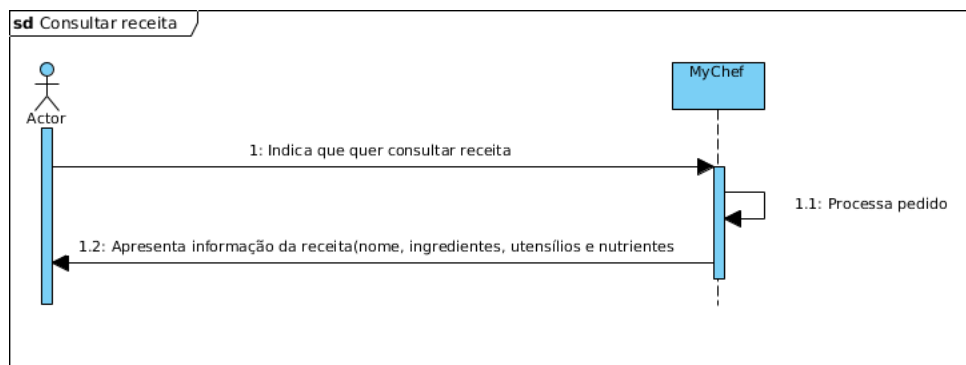 sd Consultar receita
MyChef
Actor
1: Indica que quer consultar receita
1.1: Processa pedido
1.2: Apresenta informação da receita(nome, ingredientes, utensílios e nutrientes